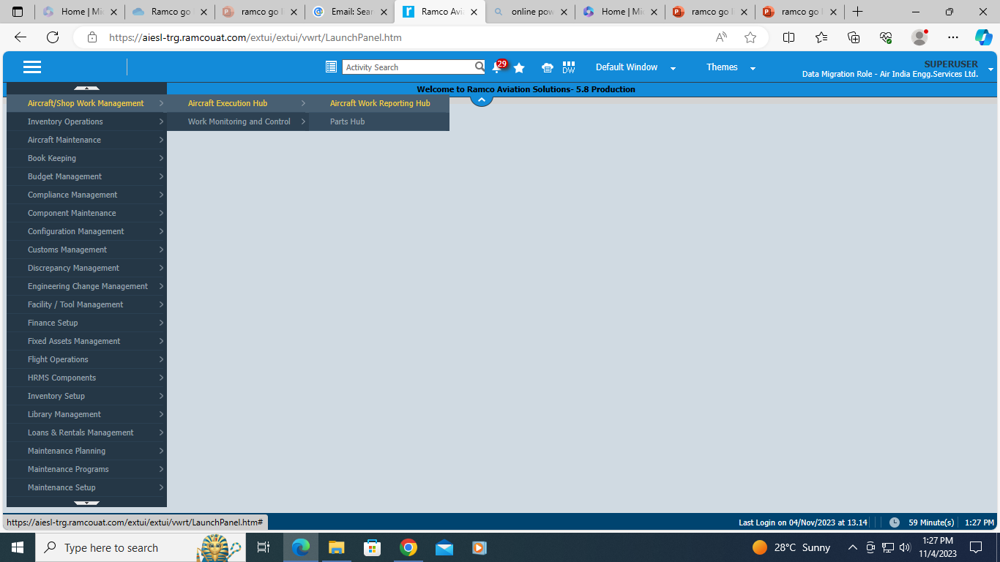 Home | Mic
Ramco go l
ramco go li
Email: Sear
Ramco Avia
online pow
Home | Mic
ramco go l
ramco go l
https://aiesl-trg.ramcouat.com/extui/extui/vwrt/LaunchPanel.htm
Activity Search
29
DW
Default Window
Themes
SUPERUSER
Data Migration Role - Air India Engg.Services Ltd.
Welcome to Ramco Aviation Solutions- 5.8 Production
Aircraft/Shop Work Management
Aircraft Execution Hub
Aircraft Work Reporting Hub
Inventory Operations
Work Monitoring and Control
Parts Hub
Aircraft Maintenance
Book Keeping
Budget Management
Compliance Management
Component Maintenance
Configuration Management
Customs Management
Discrepancy Management
Engineering Change Management
Facility / Tool Management
Finance Setup
Fixed Assets Management
Flight Operations
HRMS Components
Inventory Setup
Library Management
Loans & Rentals Management
Maintenance Planning
Maintenance Programs
Maintenance Setup
https://aiesl-trg.ramcouat.com/extui/extui/vwrt/LaunchPanel.htm#
Last Login on 04/Nov/2023 at 13.14
59 Minute(s)
1:27 PM
Type here to search
28°C Sunny
1:27 PM
11/4/2023